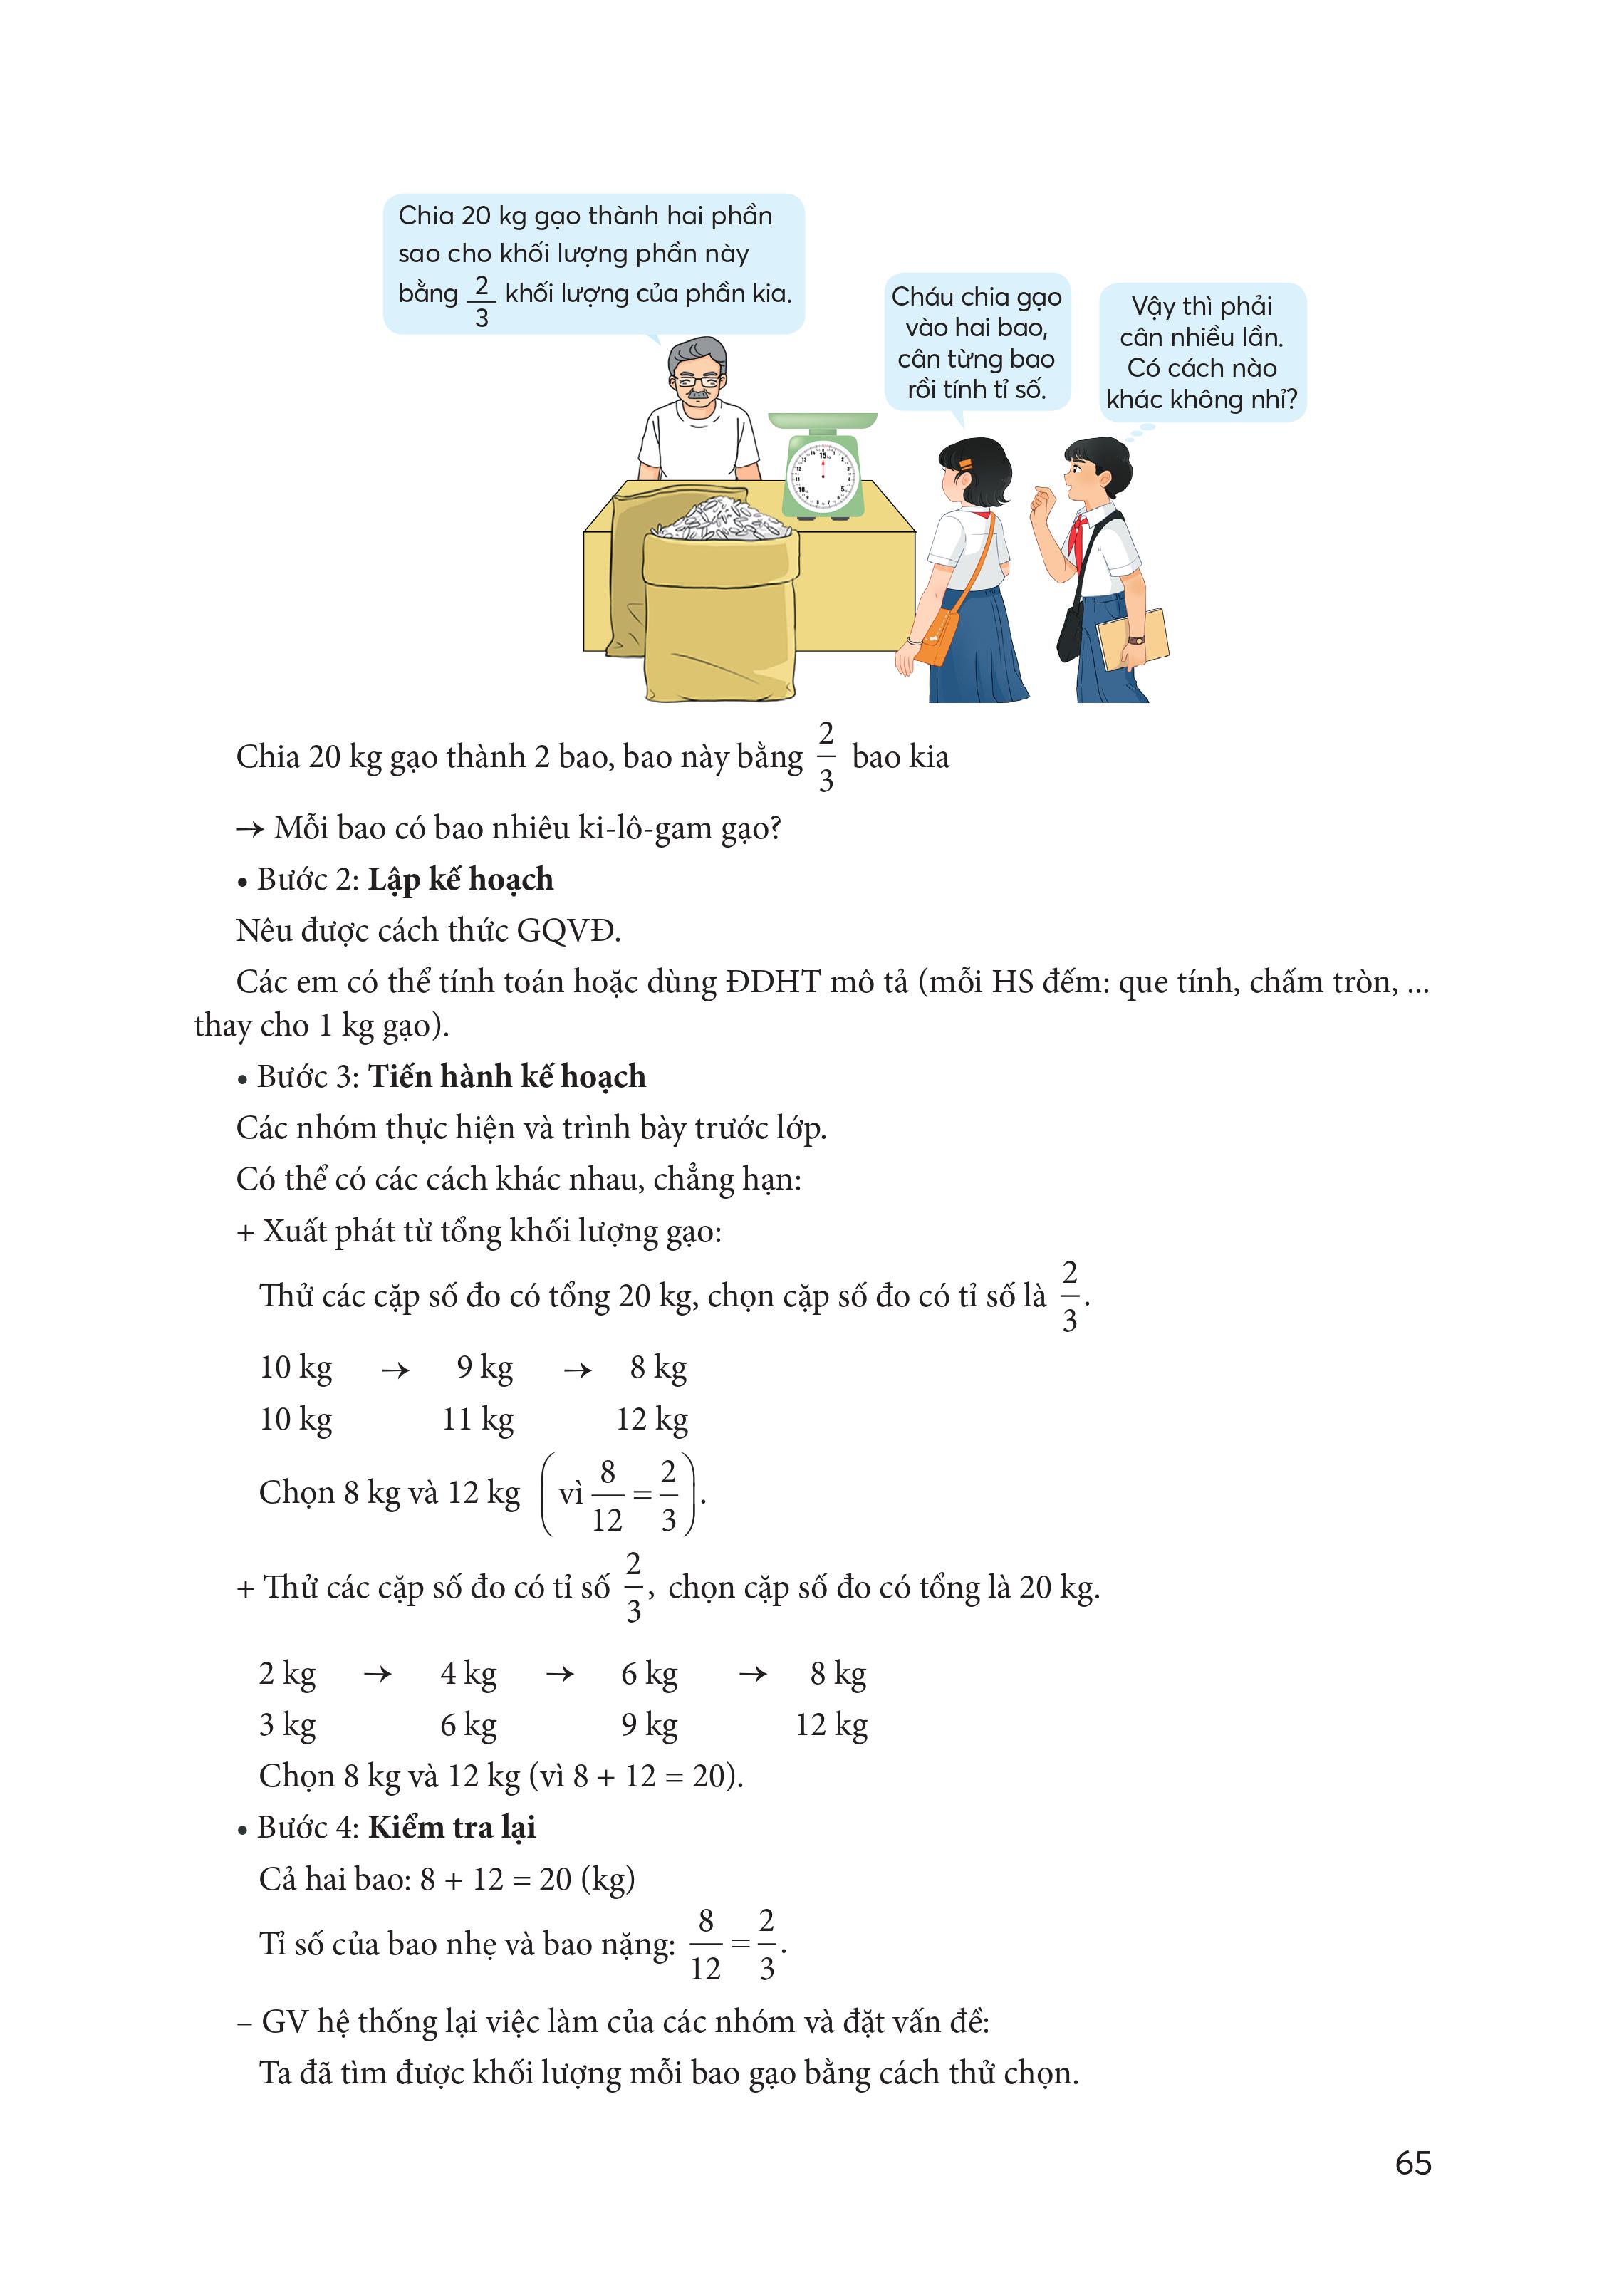 Chia 20 kg gạo thành hai phần
sao cho khối lượng phần này
bằng 2/3 khối lượng của phần kia.
Cháu chia gạo
vào hai bao,
cân từng bao
rồi tính tỉ số.
Vậy thì phải
cân nhiều lần.
Có cách nào
khác không nhỉ?
Chia 20 kg gạo thành 2 bao, bao này bằng 2/3 bao kia
→ Mỗi bao có bao nhiêu ki-lô-gam gạo?
• Bước 2: Lập kế hoạch
Nêu được cách thức GQVĐ.
Các em có thể tính toán hoặc dùng ĐDHT mô tả (mỗi HS đếm: que tính, chấm tròn, ...
thay cho 1 kg gạo).
• Bước 3: Tiến hành kế hoạch
Các nhóm thực hiện và trình bày trước lớp.
Có thể có các cách khác nhau, chẳng hạn:
+ Xuất phát từ tổng khối lượng gạo:
Thử các cặp số đo có tổng 20 kg, chọn cặp số đo có tỉ số là 2/3.
10 kg → 9 kg → 8 kg
10 kg 11 kg 12 kg
Chọn 8 kg và 12 kg (vì 8/12 = 2/3).
+ Thử các cặp số đo có tỉ số 2/3, chọn cặp số đo có tổng là 20 kg.
2 kg → 4 kg → 6 kg → 8 kg
3 kg 6 kg 9 kg 12 kg
Chọn 8 kg và 12 kg (vì 8 + 12 = 20).
• Bước 4: Kiểm tra lại
Cả hai bao: 8 + 12 = 20 (kg)
Tỉ số của bao nhẹ và bao nặng: 8/12 = 2/3.
– GV hệ thống lại việc làm của các nhóm và đặt vấn đề:
Ta đã tìm được khối lượng mỗi bao gạo bằng cách thử chọn.
65